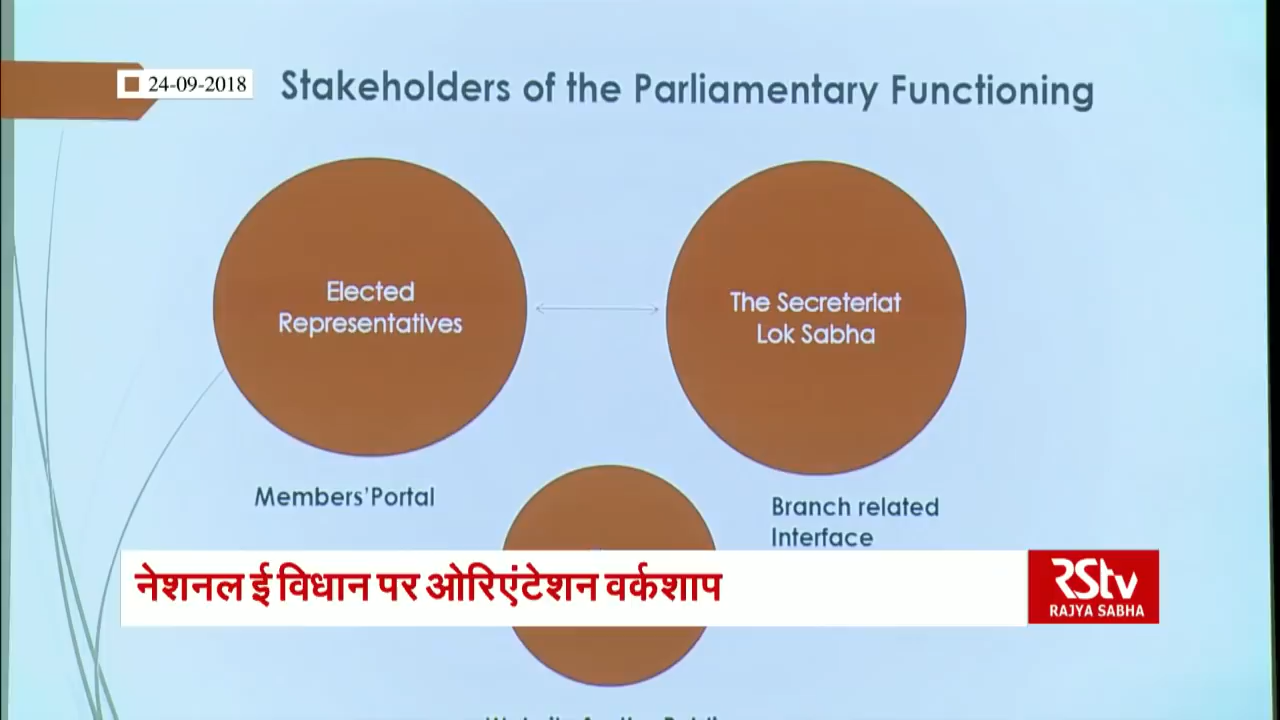 24-09-2018
Stakeholders of the Parliamentary Functioning
Elected
Representatives
The Secreteriat
Lok Sabha
Members'Portal
Branch related
Interface
नेशनल ई विधान पर ओरिएंटेशन वर्कशाप
RStv
RAJYA SABHA